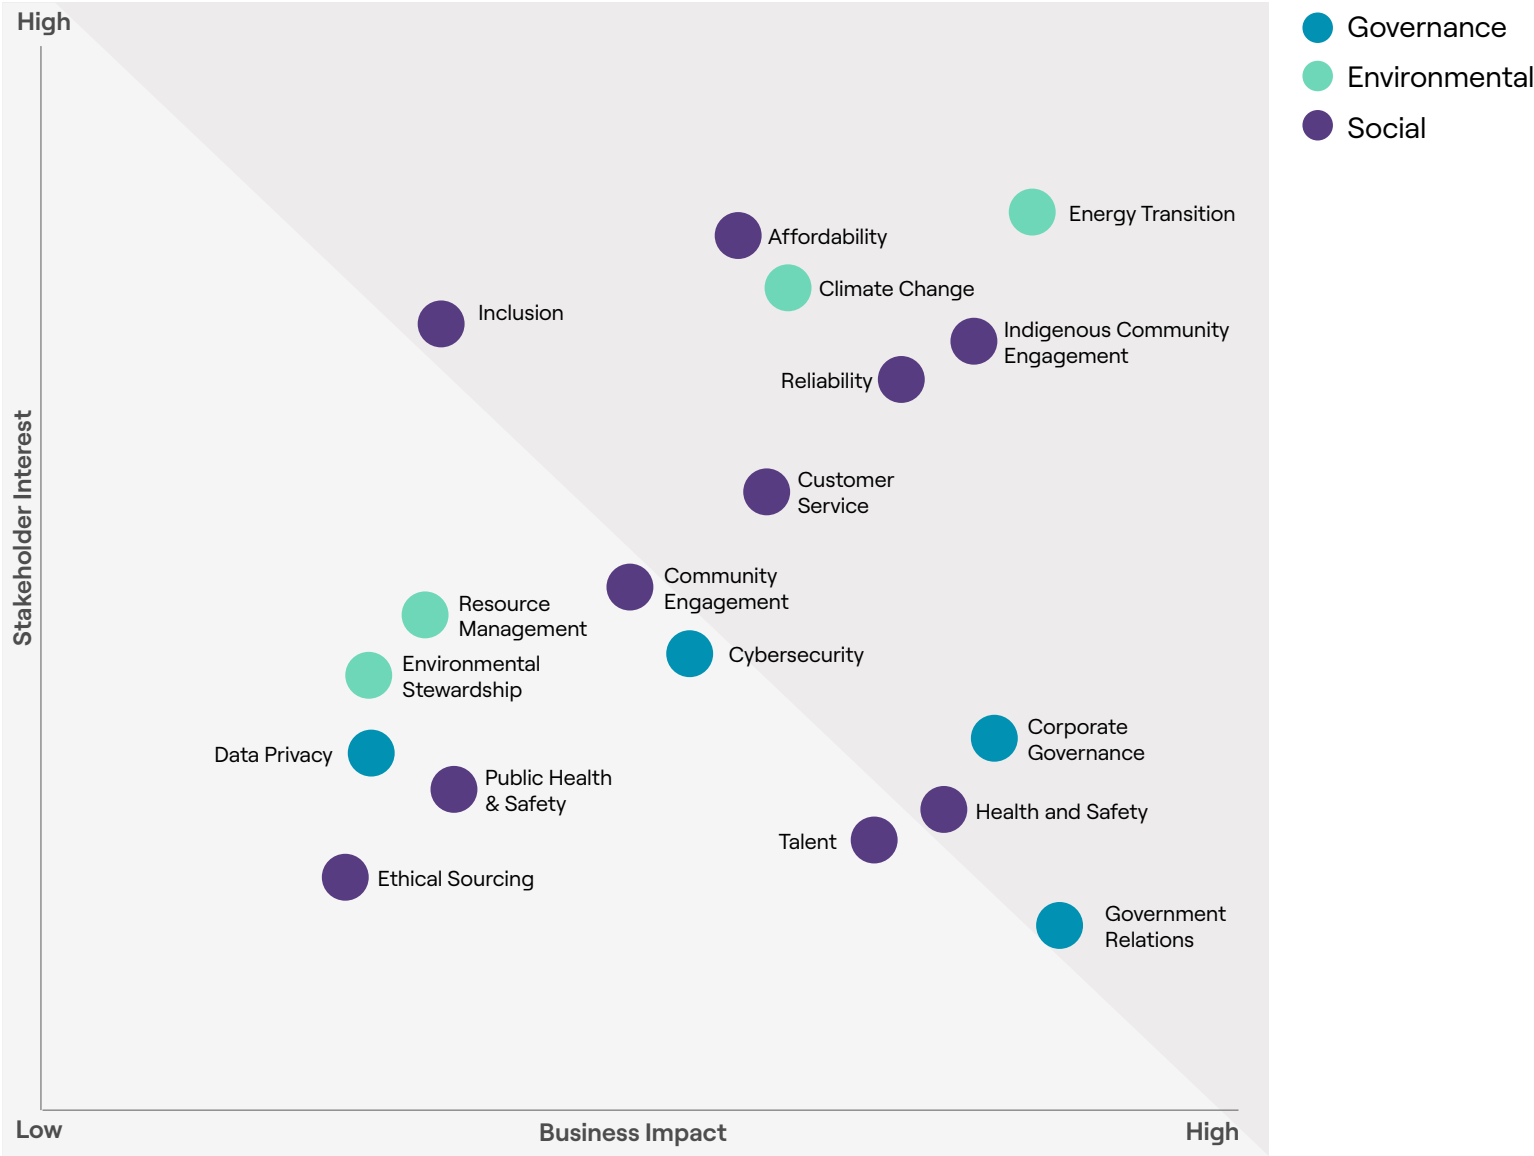 High
Governance
Environmental
Social
Energy Transition
Affordability
Climate Change
Inclusion
Indigenous Community
Engagement
Reliability
Customer
Service
Stakeholder Interest
Community
Engagement
Resource
Management
Cybersecurity
Environmental
Stewardship
Corporate
Governance
Data Privacy
Public Health
& Safety
Health and Safety
Talent
Ethical Sourcing
Government
Relations
Low
Business Impact
High